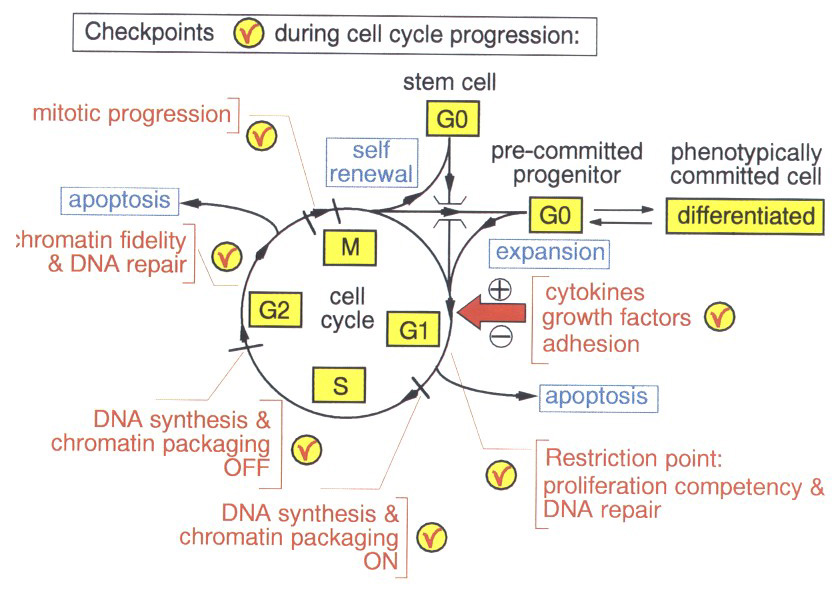 Checkpoints during cell cycle progression:
stem cell
G0
mitotic progression
self
renewal
pre-committed
progenitor
G0
phenotypically
committed cell
differentiated
apoptosis
chromatin fidelity
& DNA repair
M
expansion
G2
cell
cycle
G1
+
−
cytokines
growth factors
adhesion
S
apoptosis
DNA synthesis &
chromatin packaging
OFF
Restriction point:
proliferation competency &
DNA repair
DNA synthesis &
chromatin packaging
ON